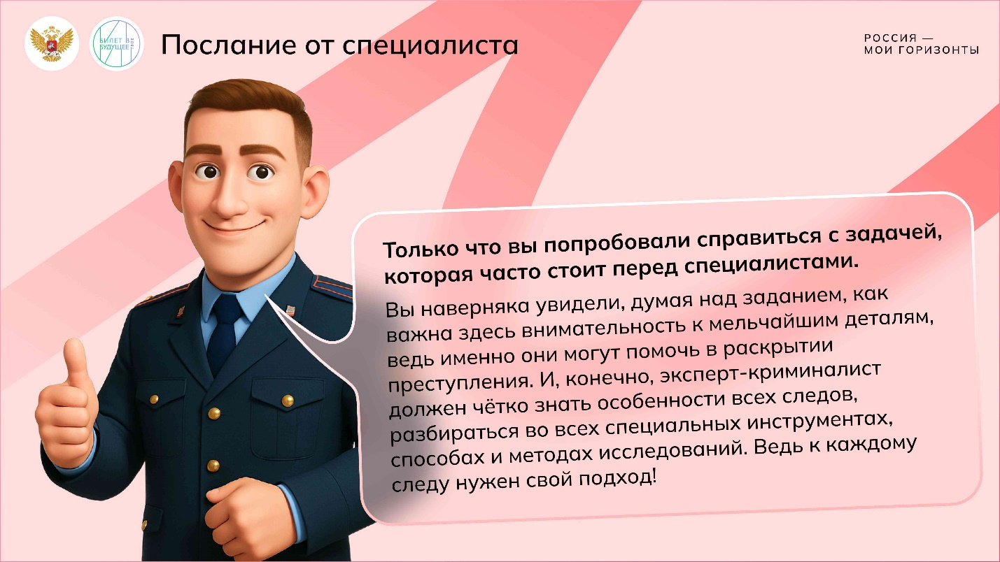 БИЛЕТ В
БУДУЩЕЕ
ТВОЁ
Послание от специалиста
РОССИЯ —
МОИ ГОРИЗОНТЫ
Только что вы попробовали справиться с задачей,
которая часто стоит перед специалистами.
Вы наверняка увидели, думая над заданием, как
важна здесь внимательность к мельчайшим деталям,
ведь именно они могут помочь в раскрытии
преступления. И, конечно, эксперт-криминалист
должен чётко знать особенности всех следов,
разбираться во всех специальных инструментах,
способах и методах исследований. Ведь к каждому
следу нужен свой подход!